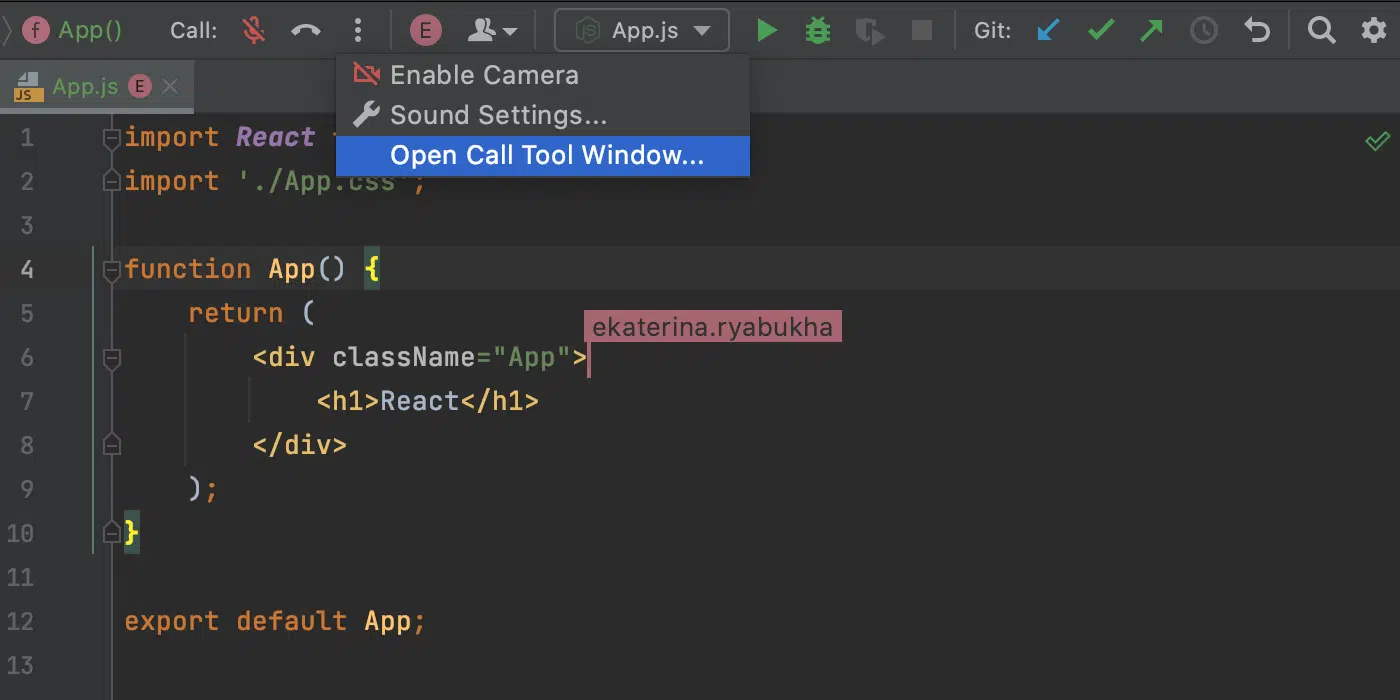 f App() Call: E App.js Git:
JS App.js E
Enable Camera
Sound Settings...
Open Call Tool Window...
1 import React
2 import './App.css';
3
4 function App() {
5 return (
ekaterina.ryabukha
6 <div className="App">
7 <h1>React</h1>
8 </div>
9 );
10 }
11
12 export default App;
13